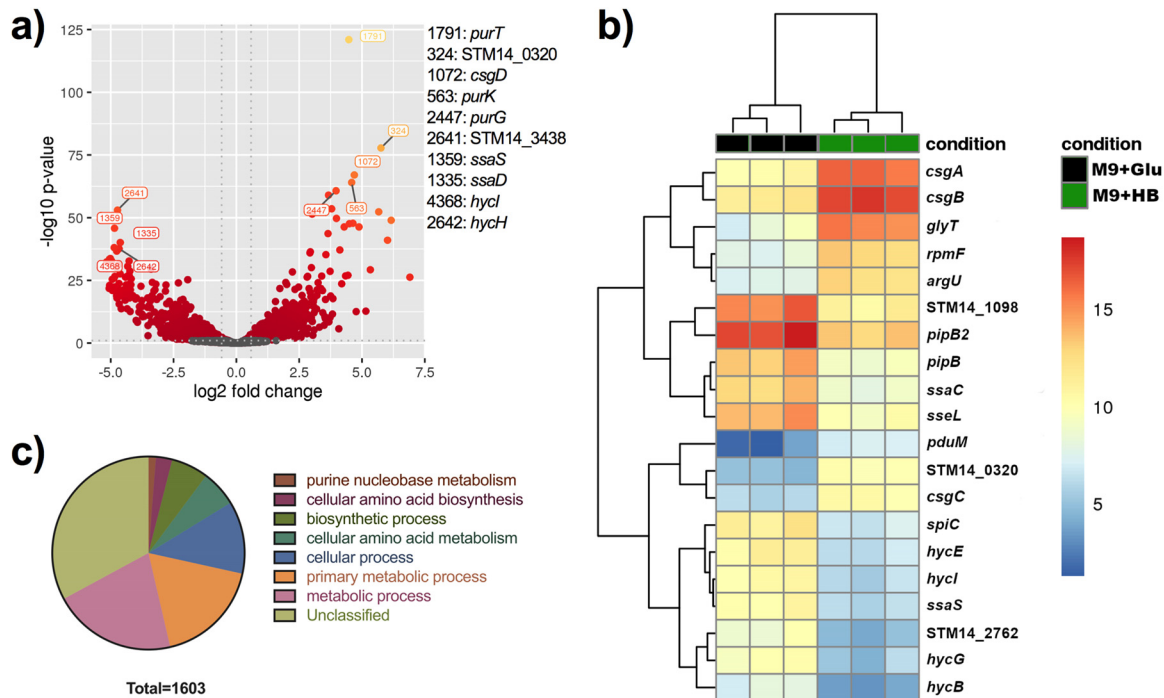 a)
125
100
75
50
25
0
-log10 p-value
-5.0
-2.5
0.0
2.5
5.0
7.5
log2 fold change
1791
324
1072
563
2447
2641
1359
1335
4368
2642
1791: purT
324: STM14_0320
1072: csgD
563: purK
2447: purG
2641: STM14_3438
1359: ssaS
1335: ssaD
4368: hycI
2642: hycH
b)
condition
csgA
csgB
glyT
rpmF
argU
STM14_1098
pipB2
pipB
ssaC
sseL
pduM
STM14_0320
csgC
spiC
hycE
hycI
ssaS
STM14_2762
hycG
hycB
condition
M9+Glu
M9+HB
15
10
5
c)
purine nucleobase metabolism
cellular amino acid biosynthesis
biosynthetic process
cellular amino acid metabolism
cellular process
primary metabolic process
metabolic process
Unclassified
Total=1603